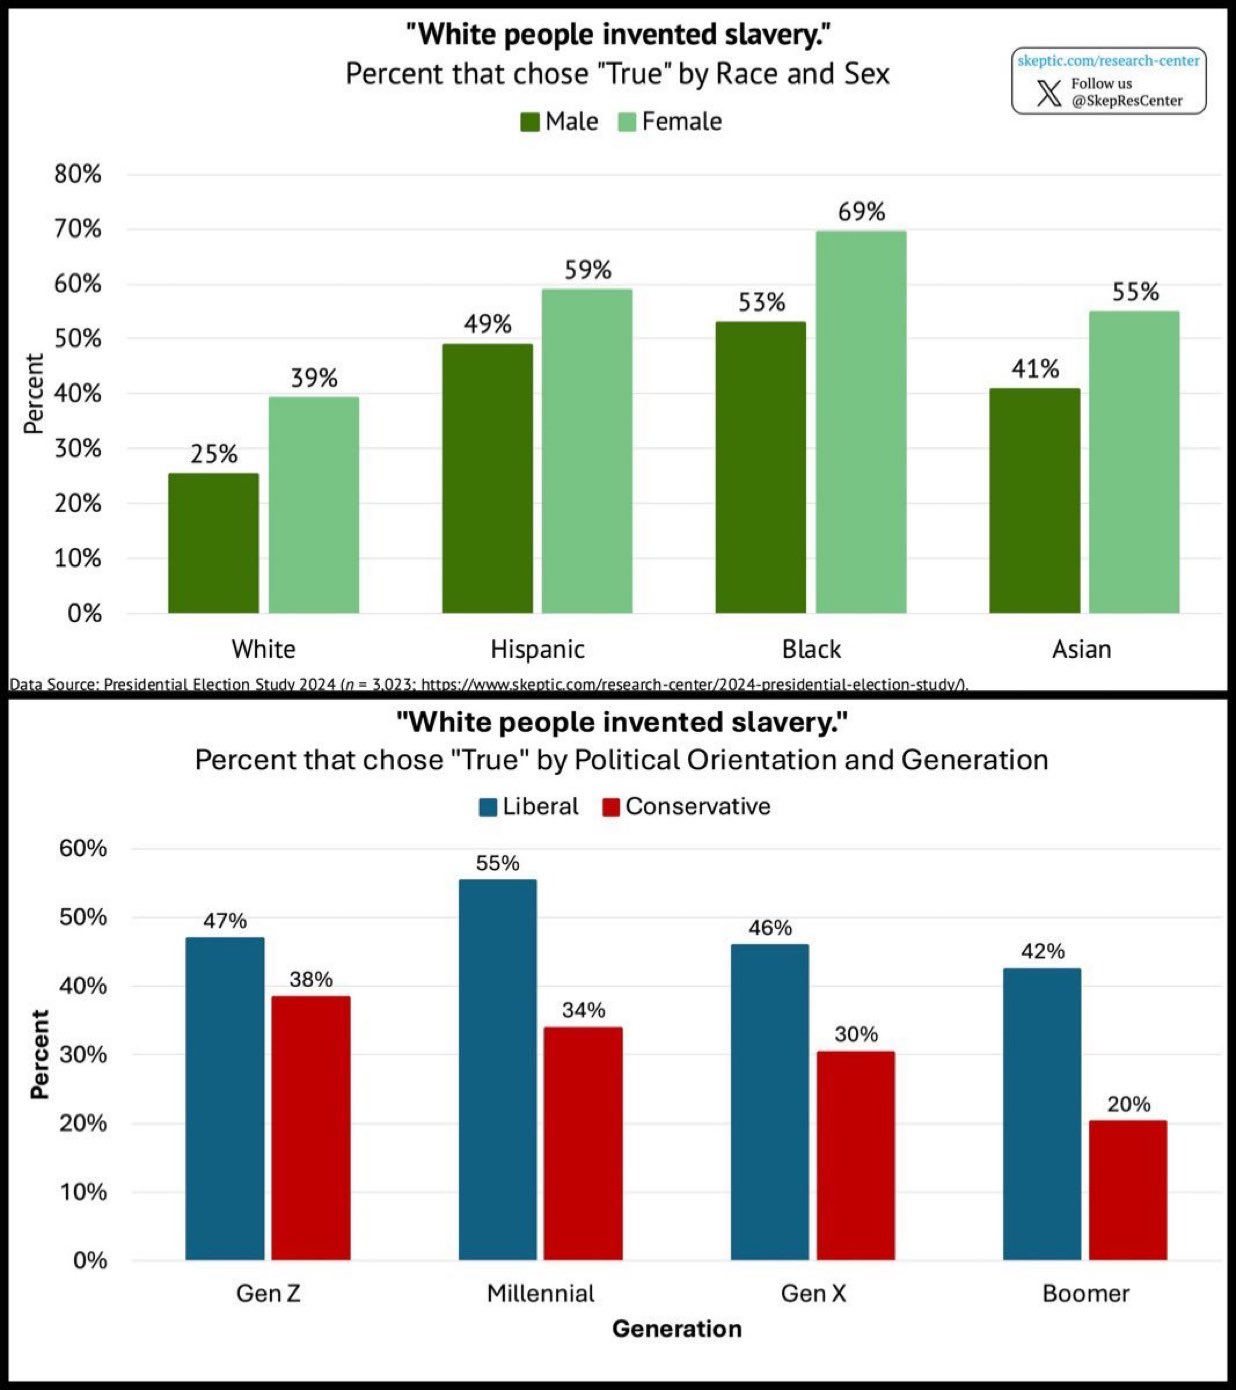 "White people invented slavery."
Percent that chose "True" by Race and Sex
skeptic.com/research-center
X Follow us
@SkepResCenter
Male Female
80%
70%
60%
50%
40%
30%
20%
10%
0%
Percent
25%
39%
49%
59%
53%
69%
41%
55%
White
Hispanic
Black
Asian
Data Source: Presidential Election Study 2024 (n = 3,023; https://www.skeptic.com/research-center/2024-presidential-election-study/).
"White people invented slavery."
Percent that chose "True" by Political Orientation and Generation
Liberal Conservative
60%
50%
40%
30%
20%
10%
0%
Percent
47%
38%
55%
34%
46%
30%
42%
20%
Gen Z
Millennial
Gen X
Boomer
Generation